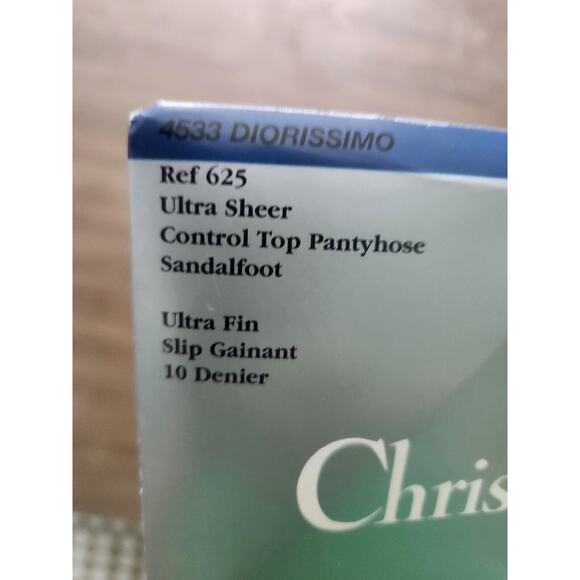 4533 DIORISSIMO
Ref 625
Ultra Sheer
Control Top Pantyhose
Sandalfoot
Ultra Fin
Slip Gainant
10 Denier
Chris